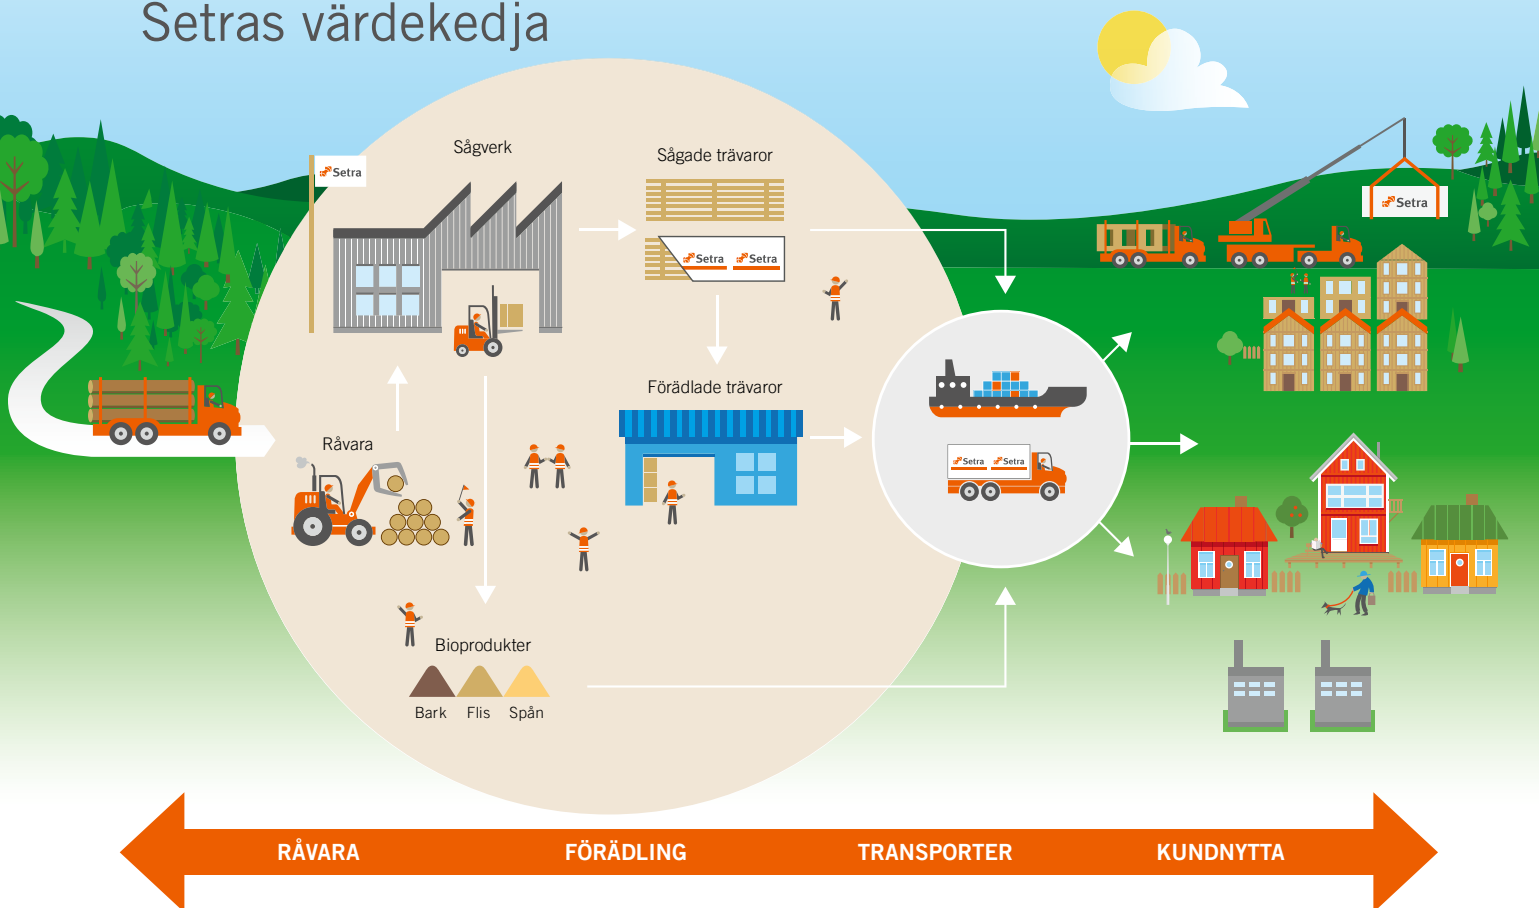 Setras värdekedja
Sågverk
Sågade trävaror
Setra
Setra
Setra Setra
Förädlade trävaror
Råvara
Setra Setra
Bioprodukter
Bark Flis Spån
RÅVARA FÖRÄDLING TRANSPORTER KUNDNYTTA